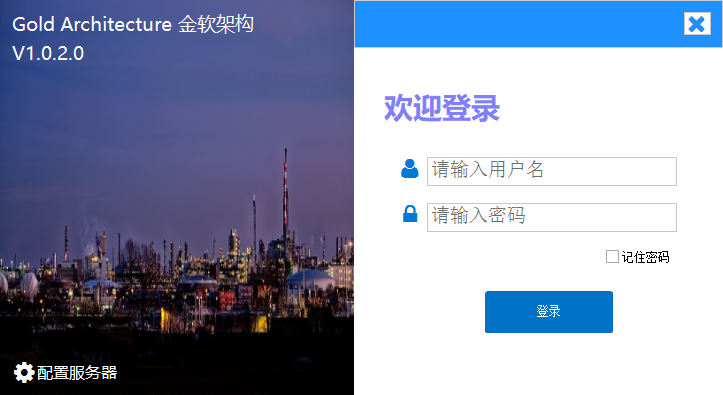 Gold Architecture 金软架构
V1.0.2.0
欢迎登录
请输入用户名
请输入密码
记住密码
登录
配置服务器